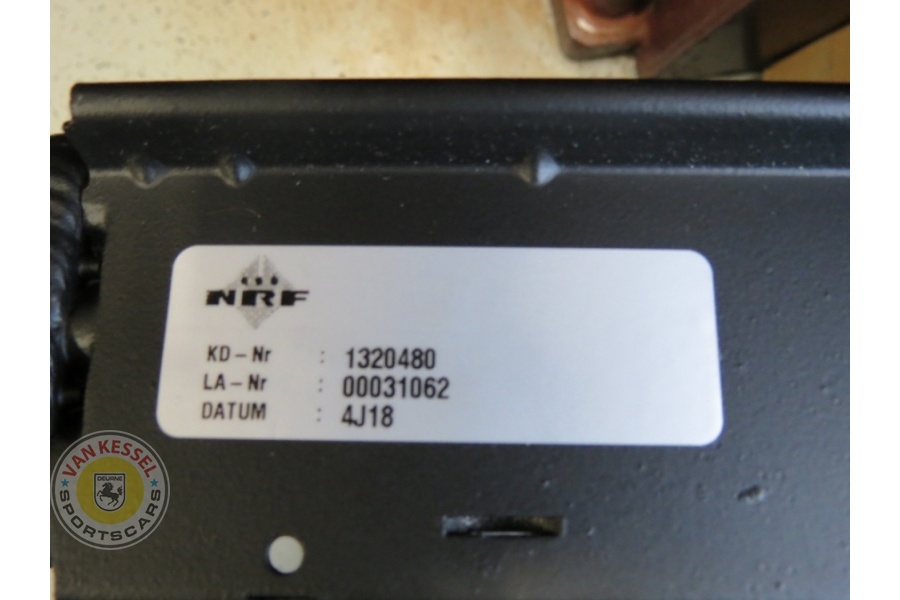 NRF
KD-Nr : 1320480
LA-Nr : 00031062
DATUM : 4J18
VAN KESSEL
DEURNE
SPORTSCARS